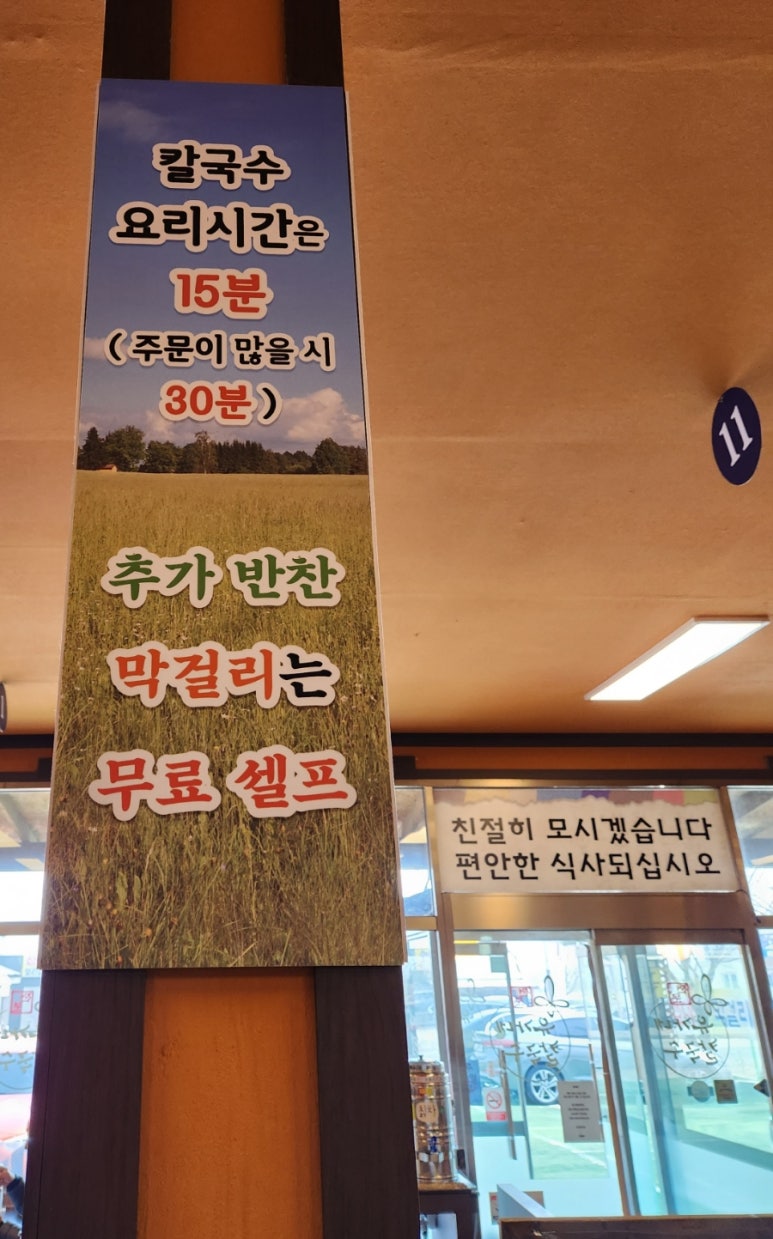 칼국수
요리시간은
15분
( 주문이 많을 시
30분 )
추가 반찬
막걸리는
무료 셀프
11
친절히 모시겠습니다
편안한 식사되십시오